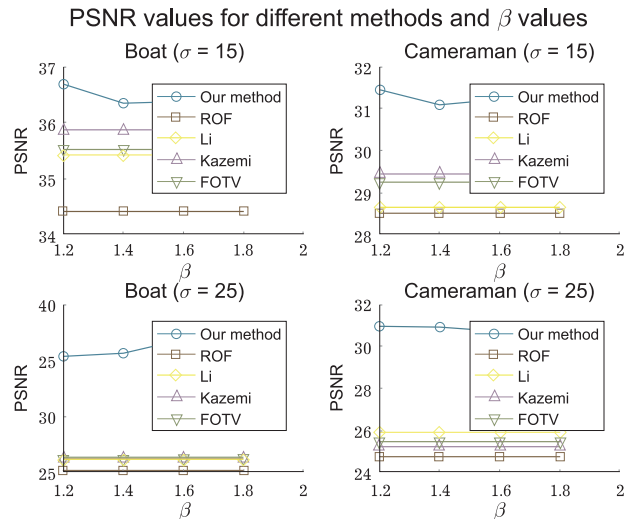 PSNR values for different methods and β values
Boat (σ = 15)
PSNR
37
36
35
34
1.2 1.4 1.6 1.8 2
β
Our method
ROF
Li
Kazemi
FOTV
Cameraman (σ = 15)
PSNR
32
31
30
29
28
1.2 1.4 1.6 1.8 2
β
Our method
ROF
Li
Kazemi
FOTV
Boat (σ = 25)
PSNR
40
25
30
25
1.2 1.4 1.6 1.8 2
β
Our method
ROF
Li
Kazemi
FOTV
Cameraman (σ = 25)
PSNR
32
30
28
26
24
1.2 1.4 1.6 1.8 2
β
Our method
ROF
Li
Kazemi
FOTV